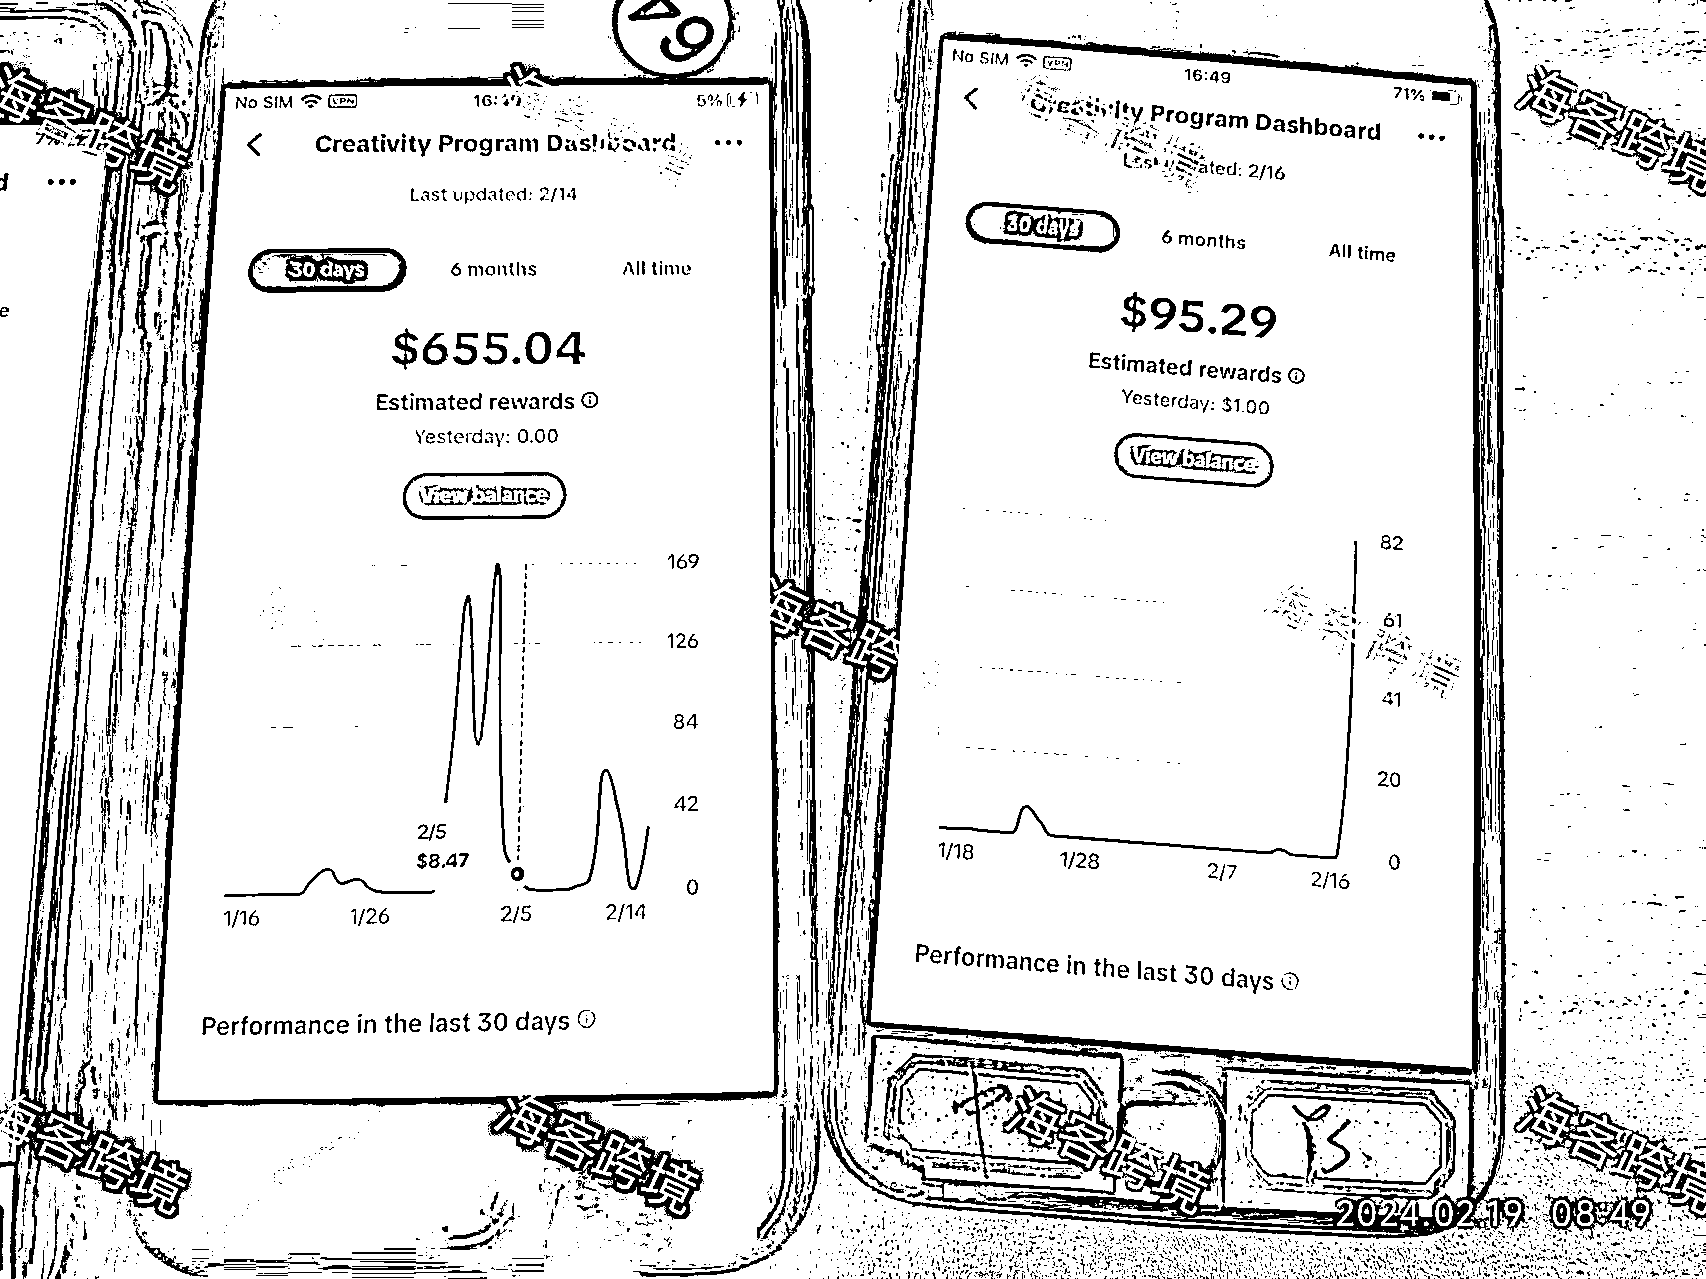 64
No SIM VPN 16:49 5%
Creativity Program Dashboard
Last updated: 2/14
30 days 6 months All time
$655.04
Estimated rewards
Yesterday: 0.00
View balance
169
126
84
42
0
2/5
$8.47
1/16 1/26 2/5 2/14
Performance in the last 30 days
No SIM VPN 16:49 71%
Creativity Program Dashboard
Last updated: 2/16
30 days 6 months All time
$95.29
Estimated rewards
Yesterday: $1.00
View balance
82
61
41
20
0
1/18 1/28 2/7 2/16
Performance in the last 30 days
海客跨境
海客跨境
海客跨
海客跨境
海客跨境
海客跨境
海客跨境
2024.02.19 08:49